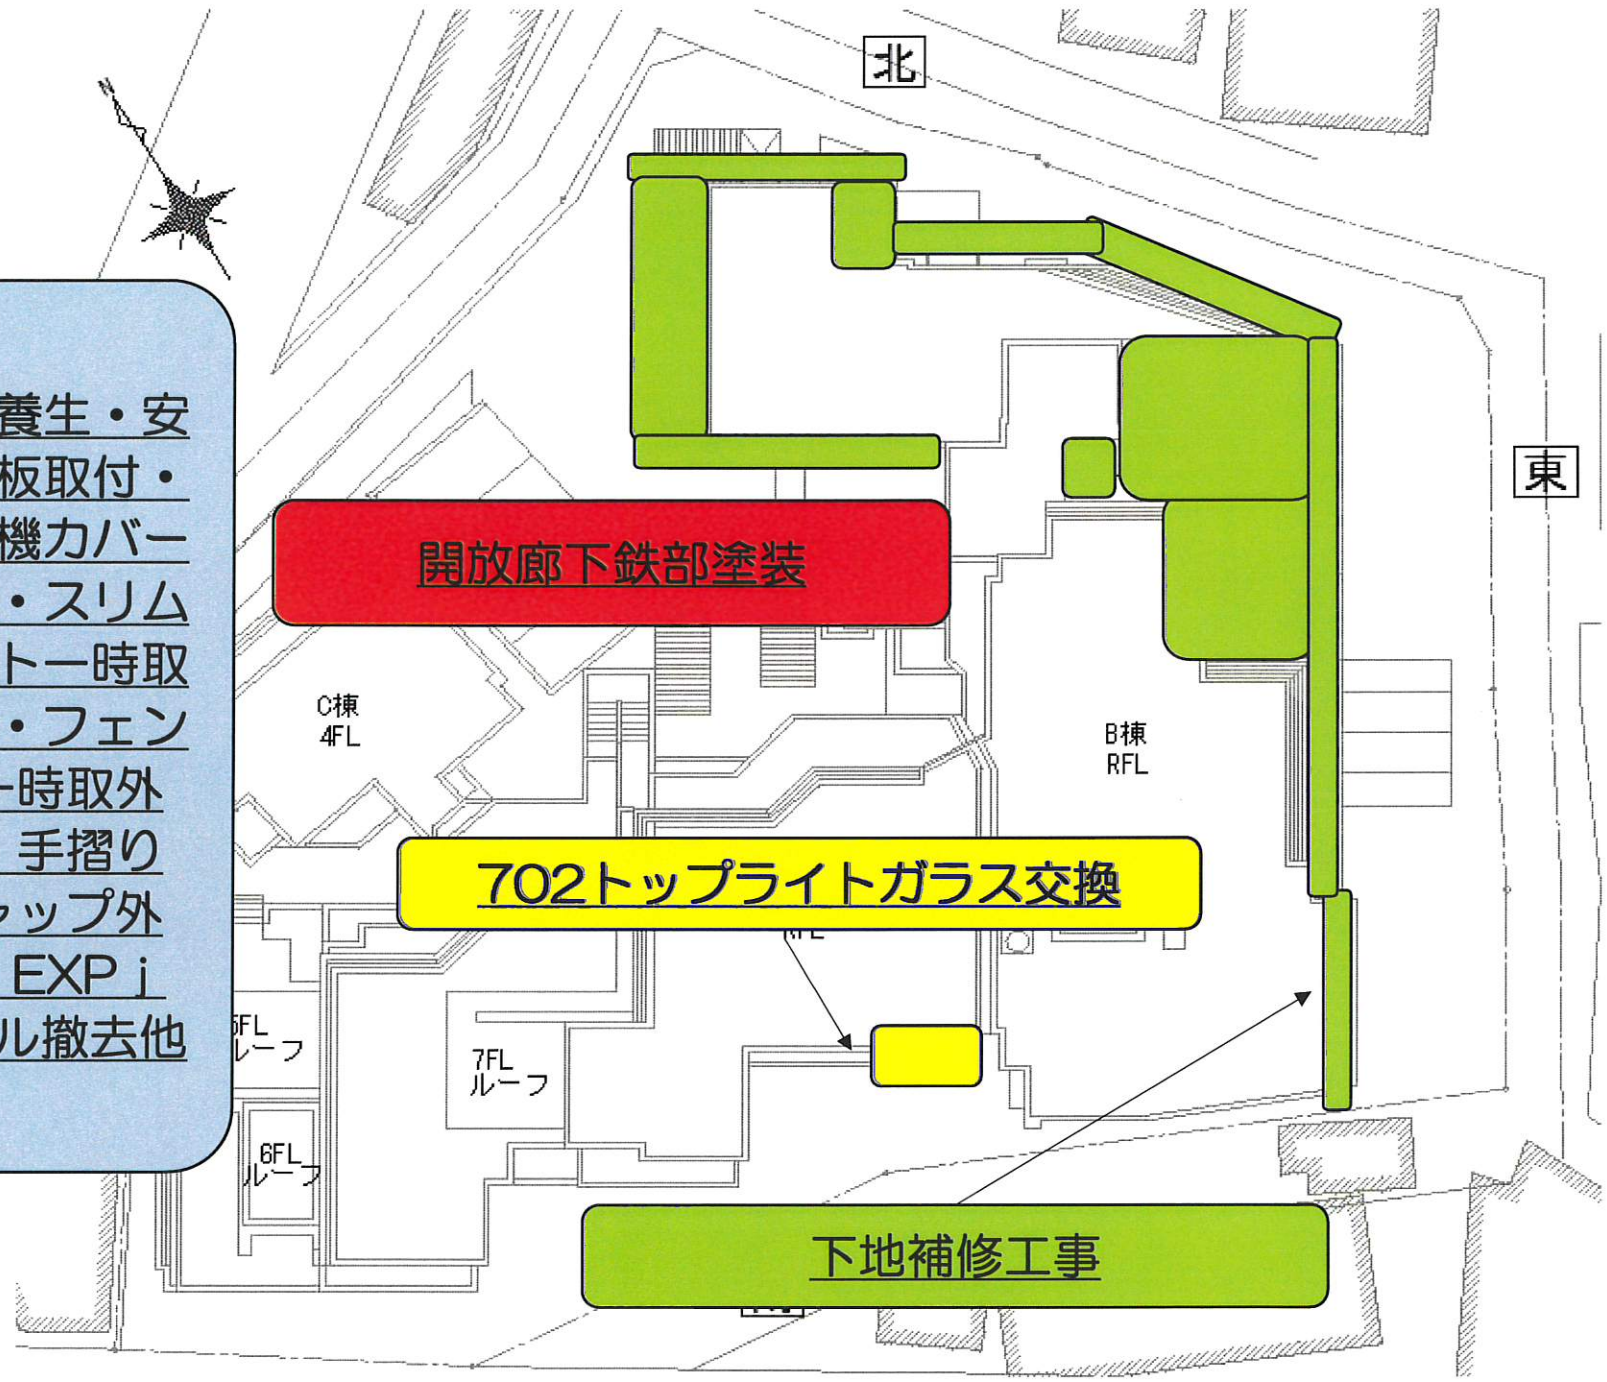 北
N
東
養生・安
板取付・
機カバー
・スリム
ト一時取
・フェン
一時取外
手摺り
ャップ外
EXPj
ル撤去他
開放廊下鉄部塗装
C棟
4FL
B棟
RFL
702トップライトガラス交換
5FL
ルーフ
7FL
ルーフ
6FL
ルーフ
下地補修工事